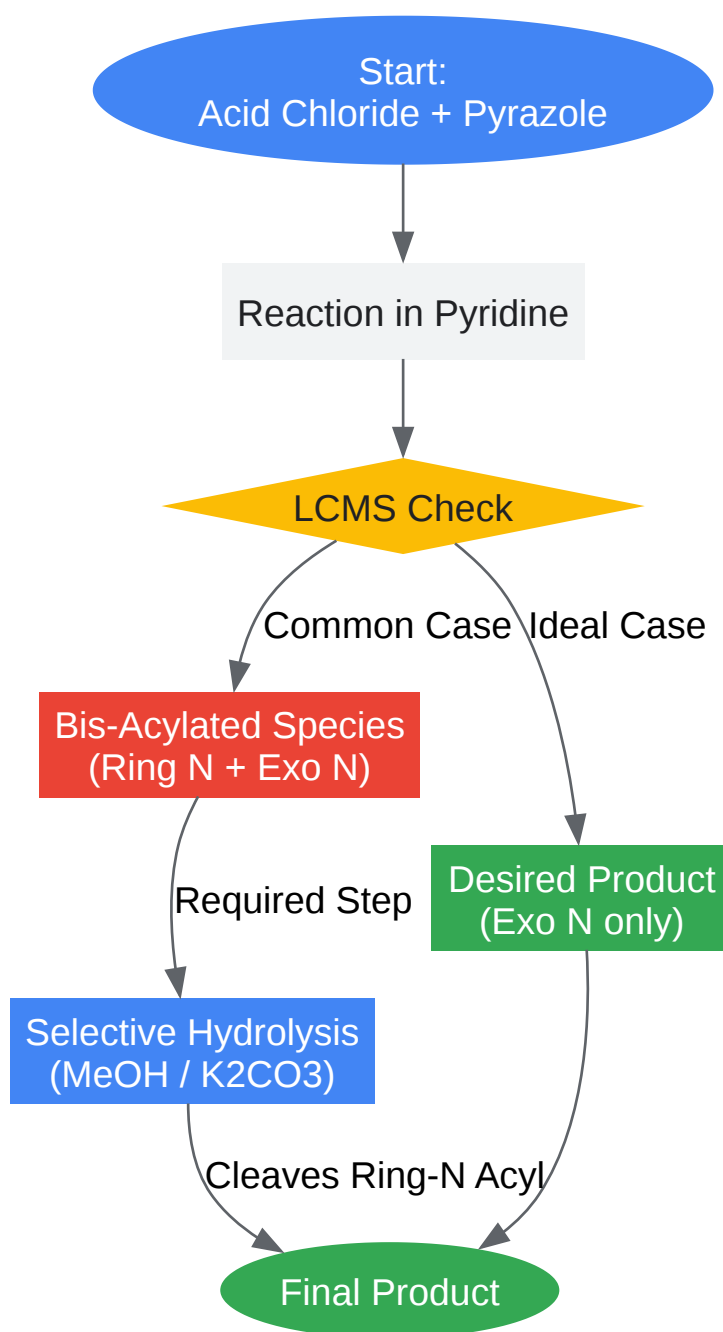 Start:
Acid Chloride + Pyrazole
Reaction in Pyridine
LCMS Check
Common Case
Ideal Case
Bis-Acylated Species
(Ring N + Exo N)
Desired Product
(Exo N only)
Required Step
Selective Hydrolysis
(MeOH / K2CO3)
Cleaves Ring-N Acyl
Final Product